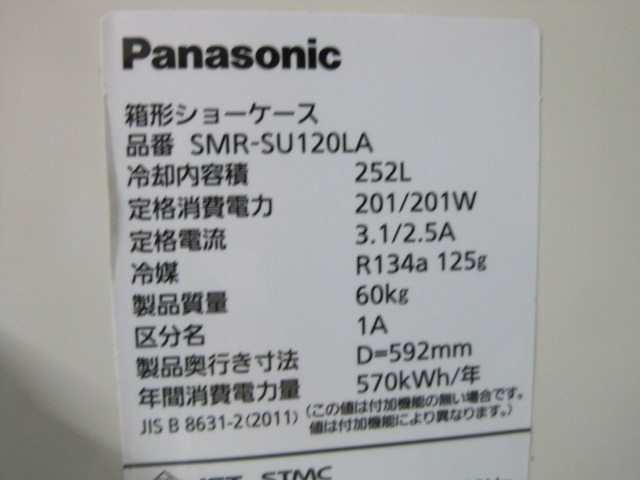 Panasonic
箱形ショーケース
品番 SMR-SU120LA
冷却内容積 252L
定格消費電力 201/201W
定格電流 3.1/2.5A
冷媒 R134a 125g
製品質量 60kg
区分名 1A
製品奥行き寸法 D=592mm
年間消費電力量 570kWh/年
JIS B 8631-2(2011) (この値は付加機能の無い場合です。
値は付加機能により異なります。)
STMC